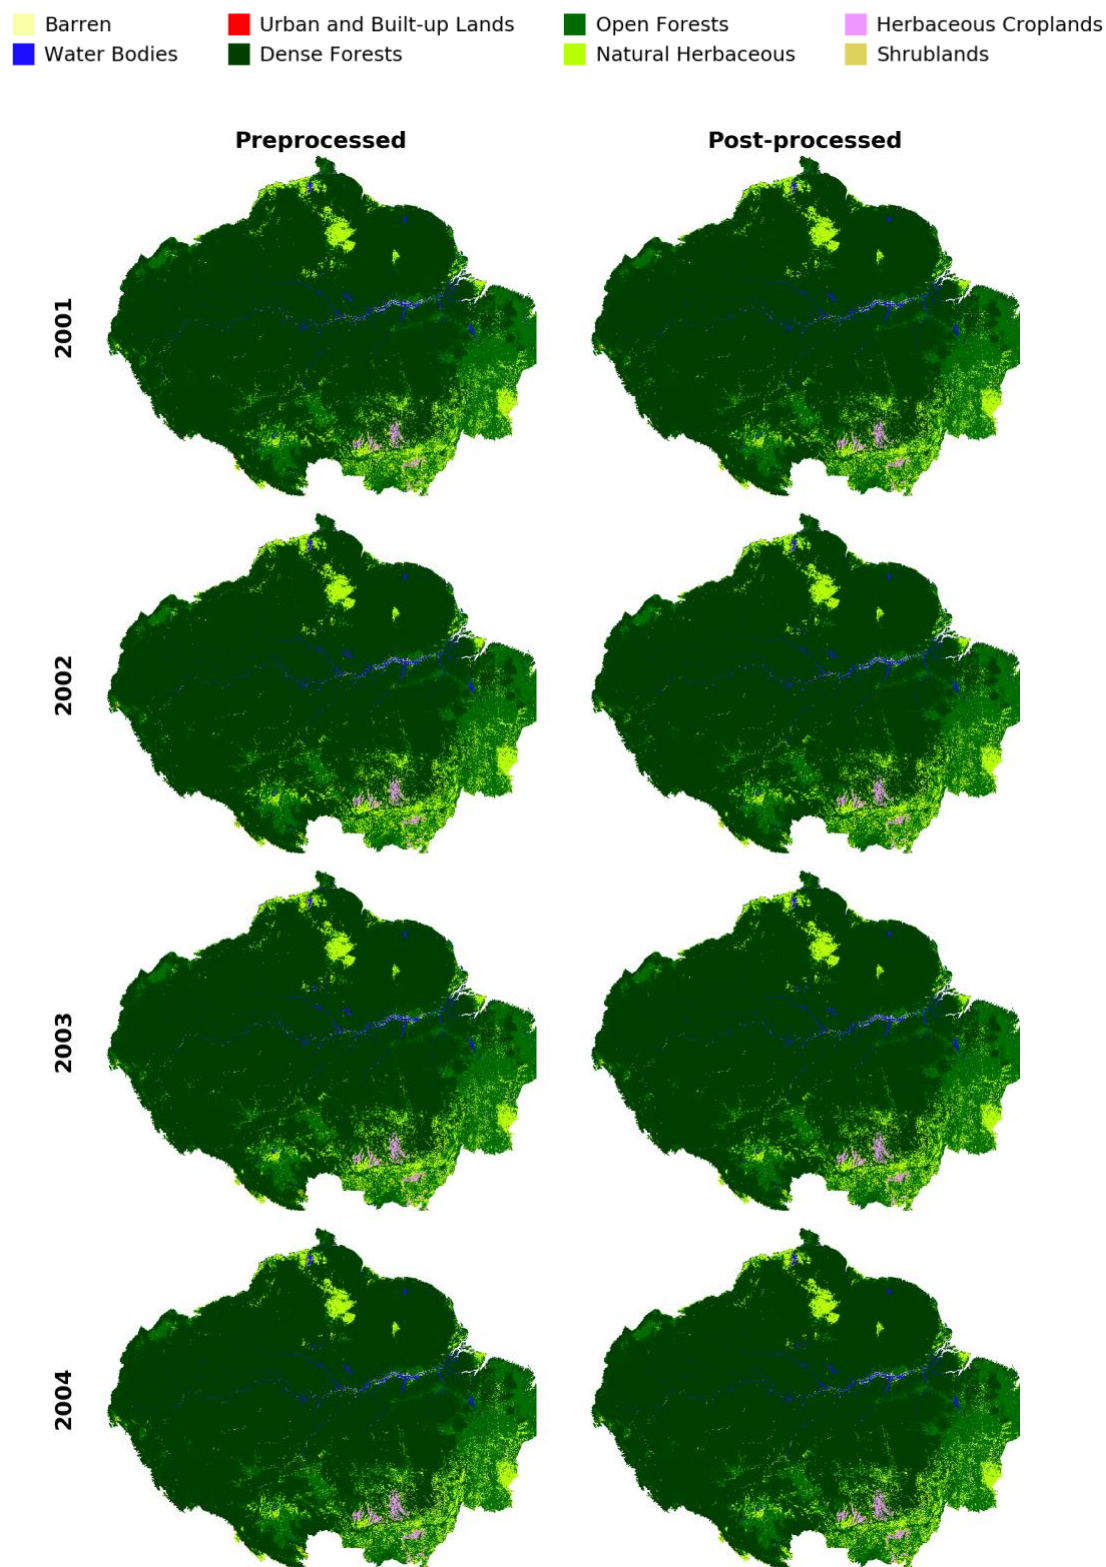 Barren Urban and Built-up Lands Open Forests Herbaceous Croplands
Water Bodies Dense Forests Natural Herbaceous Shrublands
Preprocessed Post-processed
2001
2002
2003
2004